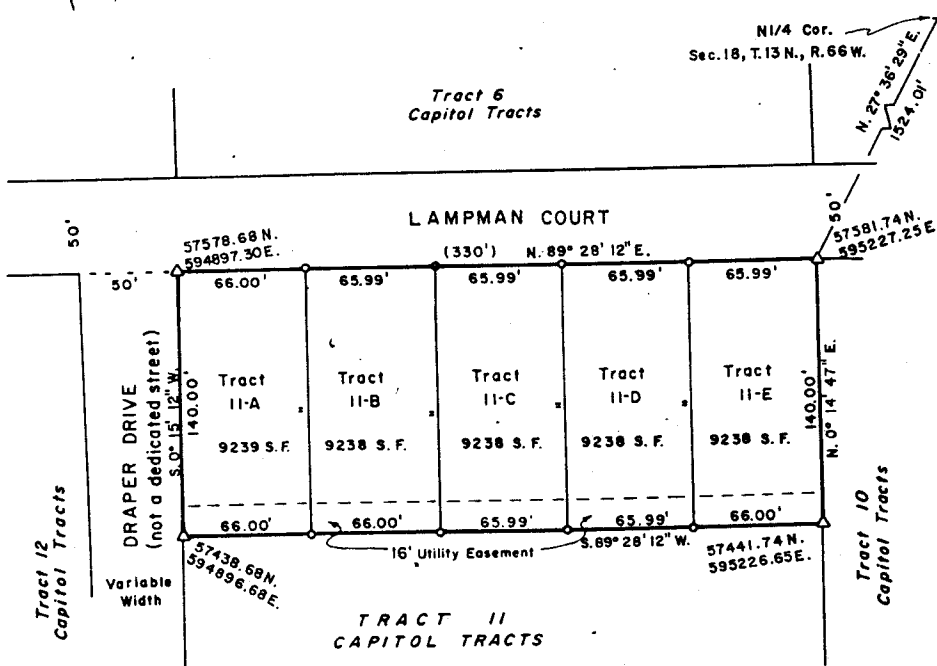 N1/4 Cor.
Sec.18, T.13 N., R.66 W.
N. 27° 36' 29" E.
1524.01'
Tract 6
Capitol Tracts
50'
LAMPMAN COURT
50'
57578.68 N.
594897.30 E.
(330') N. 89° 28' 12" E.
57581.74 N.
595227.25 E.
50'
66.00' 65.99' 65.99' 65.99' 65.99'
DRAPER DRIVE
(not a dedicated street)
S. 0° 15' 12" W.
140.00'
Tract
11-A
9239 S.F.
Tract
11-B
9238 S.F.
Tract
11-C
9238 S.F.
Tract
11-D
9238 S.F.
Tract
11-E
9238 S.F.
140.00'
N. 0° 14' 47" E.
66.00' 66.00' 65.99' 65.99' 66.00'
16' Utility Easement
S. 89° 28' 12" W.
57438.68 N.
594896.68 E.
57441.74 N.
595226.65 E.
Tract 12
Capitol Tracts
Variable
Width
Tract 10
Capitol Tracts
TRACT 11
CAPITOL TRACTS